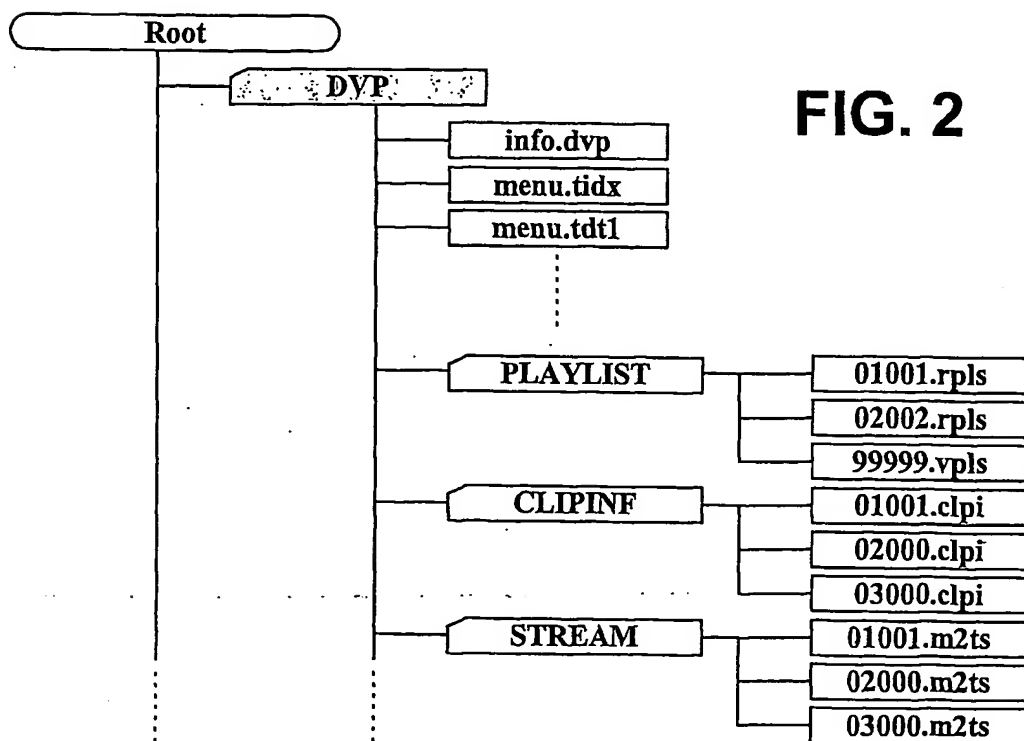 Root
DVP
FIG. 2
info.dvp
menu.tidx
menu.tdt1
PLAYLIST
01001.rpls
02002.rpls
99999.vpls
CLIPINF
01001.clpi
02000.clpi
03000.clpi
STREAM
01001.m2ts
02000.m2ts
03000.m2ts